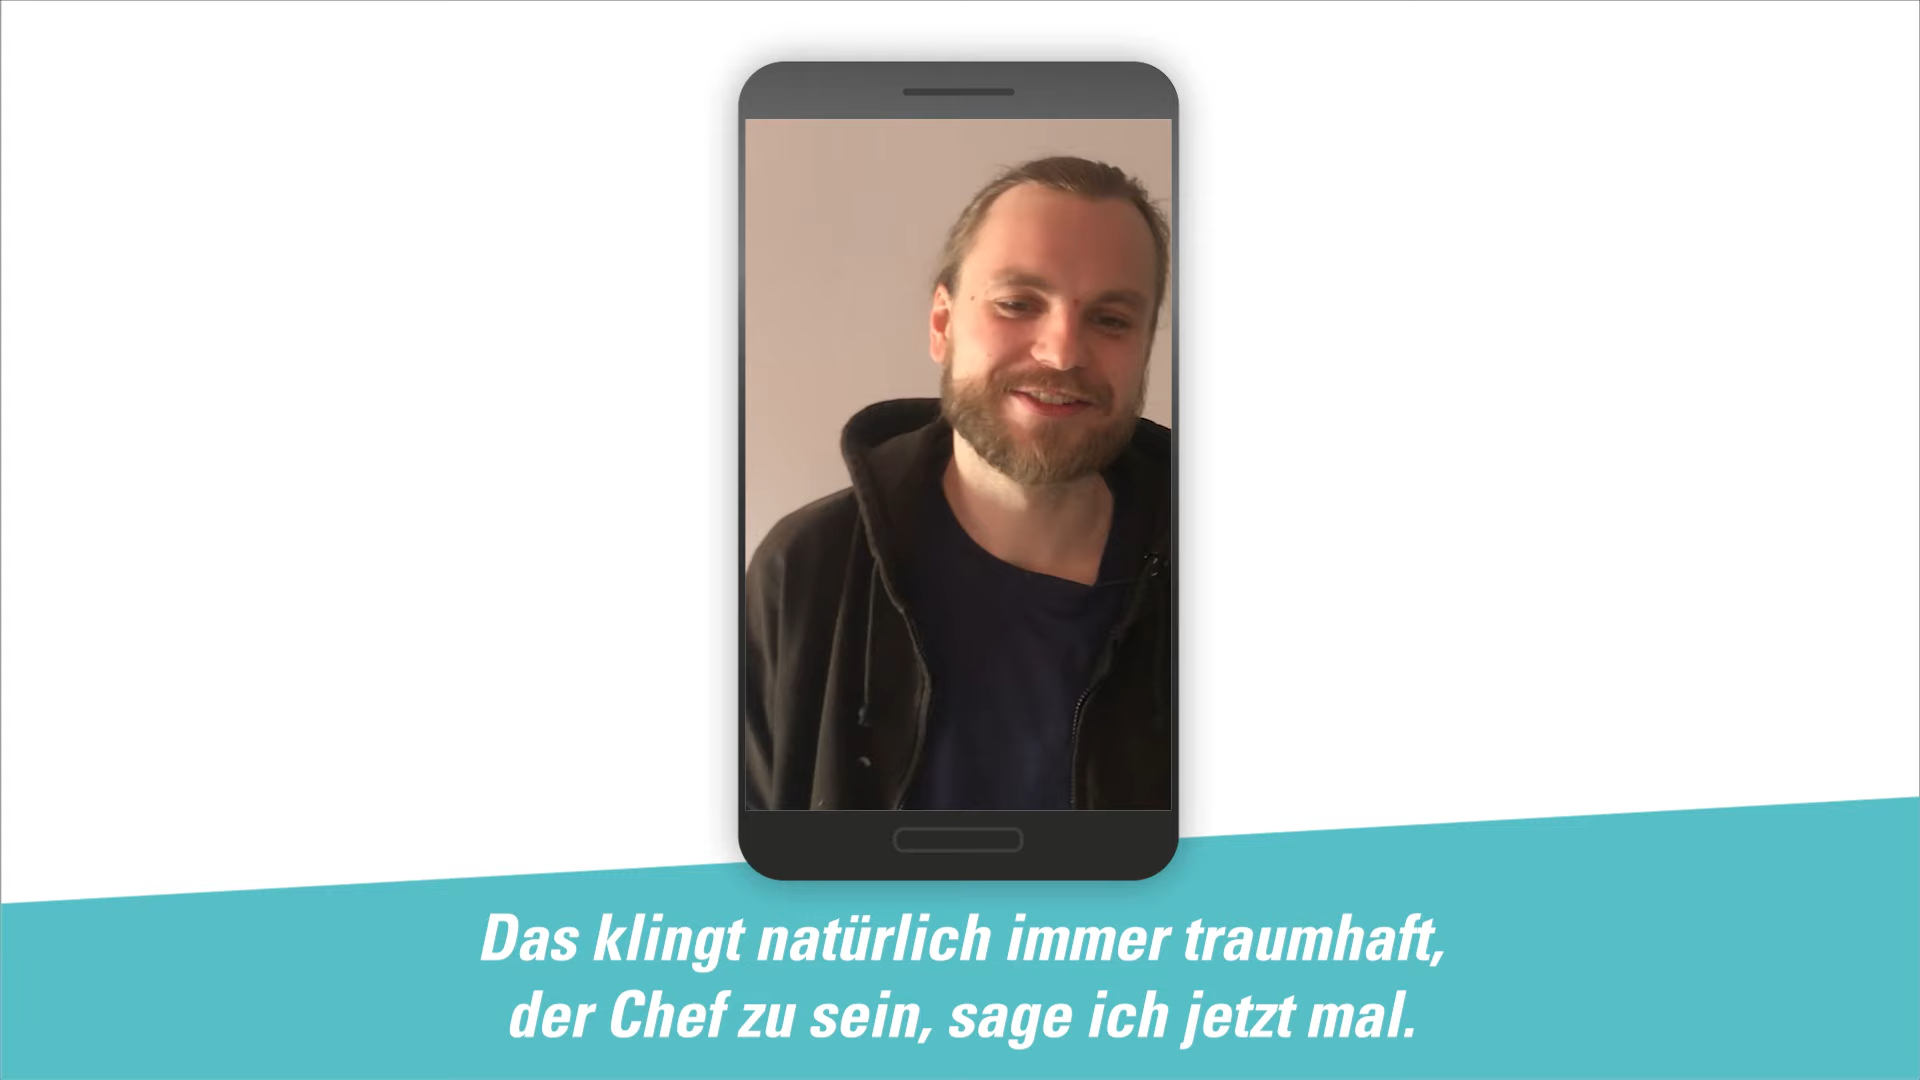 Das klingt natürlich immer traumhaft,
der Chef zu sein, sage ich jetzt mal.